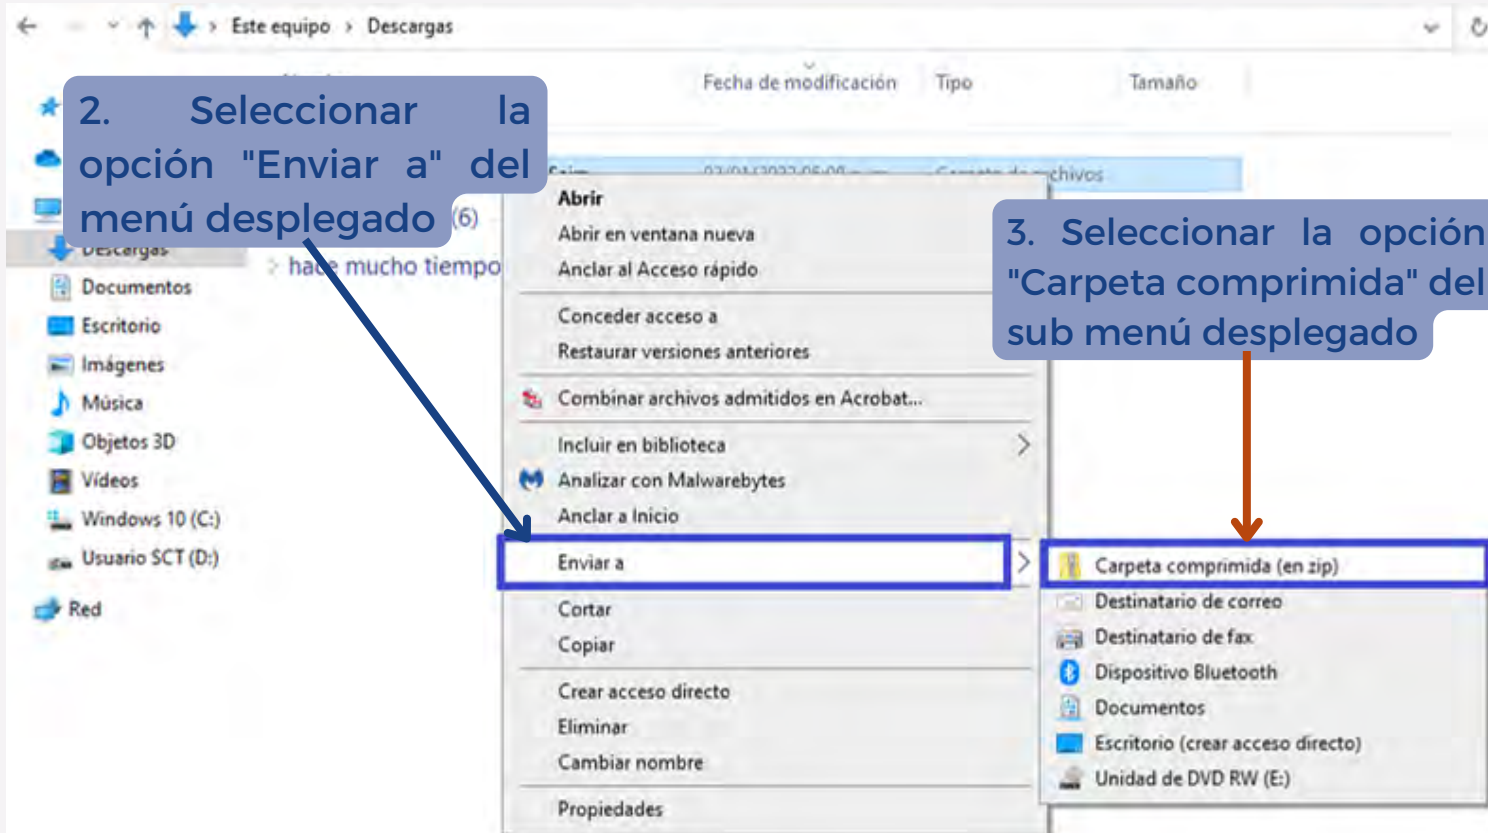 Este equipo > Descargas
Fecha de modificación Tipo Tamaño
2. Seleccionar la
opción "Enviar a" del
menú desplegado
(6)
hace mucho tiempo
Descargas
Documentos
Escritorio
Imágenes
Música
Objetos 3D
Vídeos
Windows 10 (C:)
Usuario SCT (D:)
Red
Abrir
Abrir en ventana nueva
Anclar al Acceso rápido
Conceder acceso a
Restaurar versiones anteriores
Combinar archivos admitidos en Acrobat...
Incluir en biblioteca
Analizar con Malwarebytes
Anclar a Inicio
Enviar a
Cortar
Copiar
Crear acceso directo
Eliminar
Cambiar nombre
Propiedades
3. Seleccionar la opción
"Carpeta comprimida" del
sub menú desplegado
Carpeta comprimida (en zip)
Destinatario de correo
Destinatario de fax
Dispositivo Bluetooth
Documentos
Escritorio (crear acceso directo)
Unidad de DVD RW (E:)